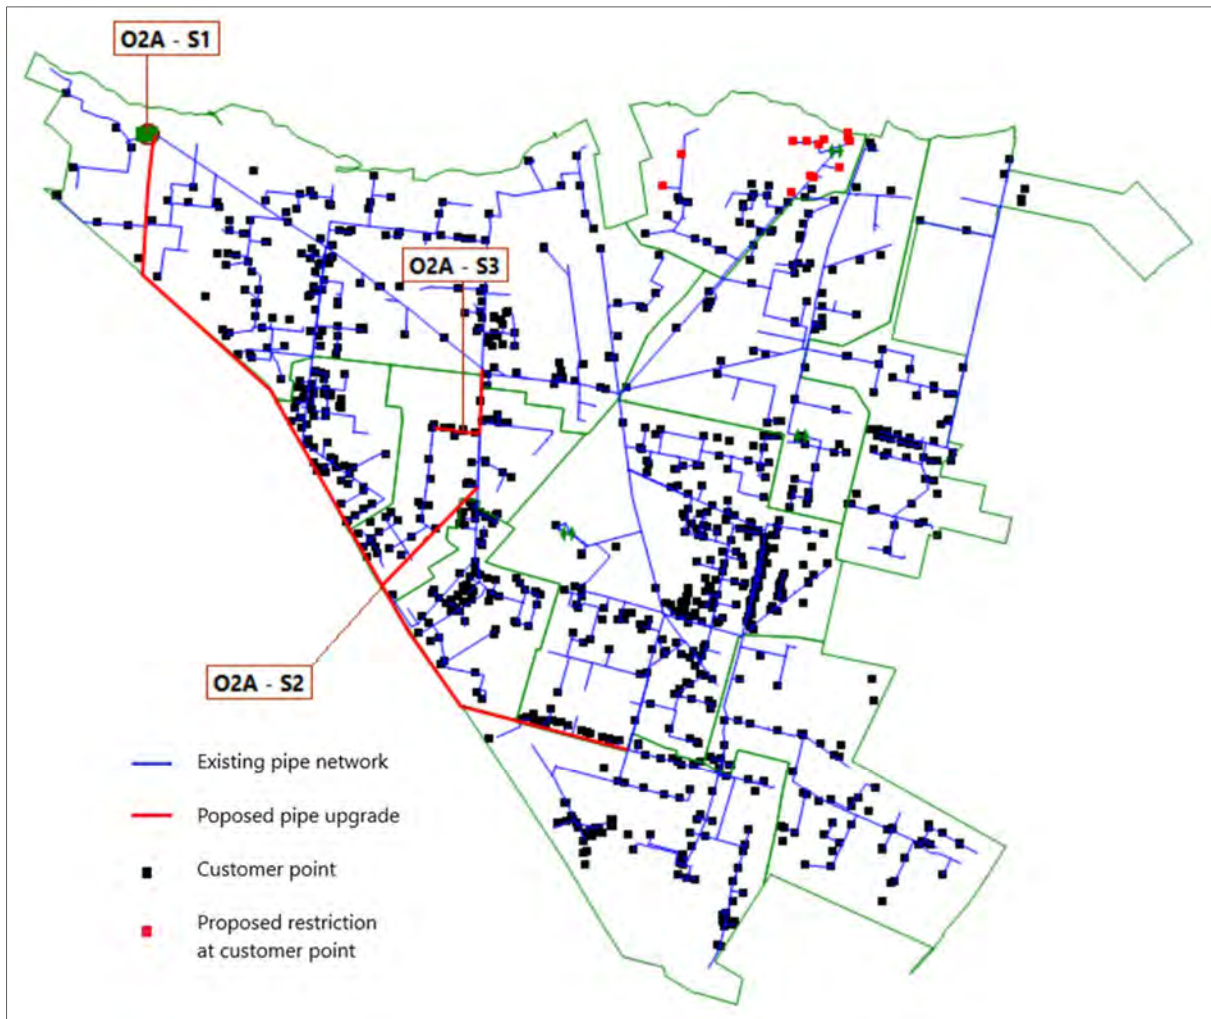 O2A - S1
O2A - S3
O2A - S2
Existing pipe network
Poposed pipe upgrade
Customer point
Proposed restriction
at customer point